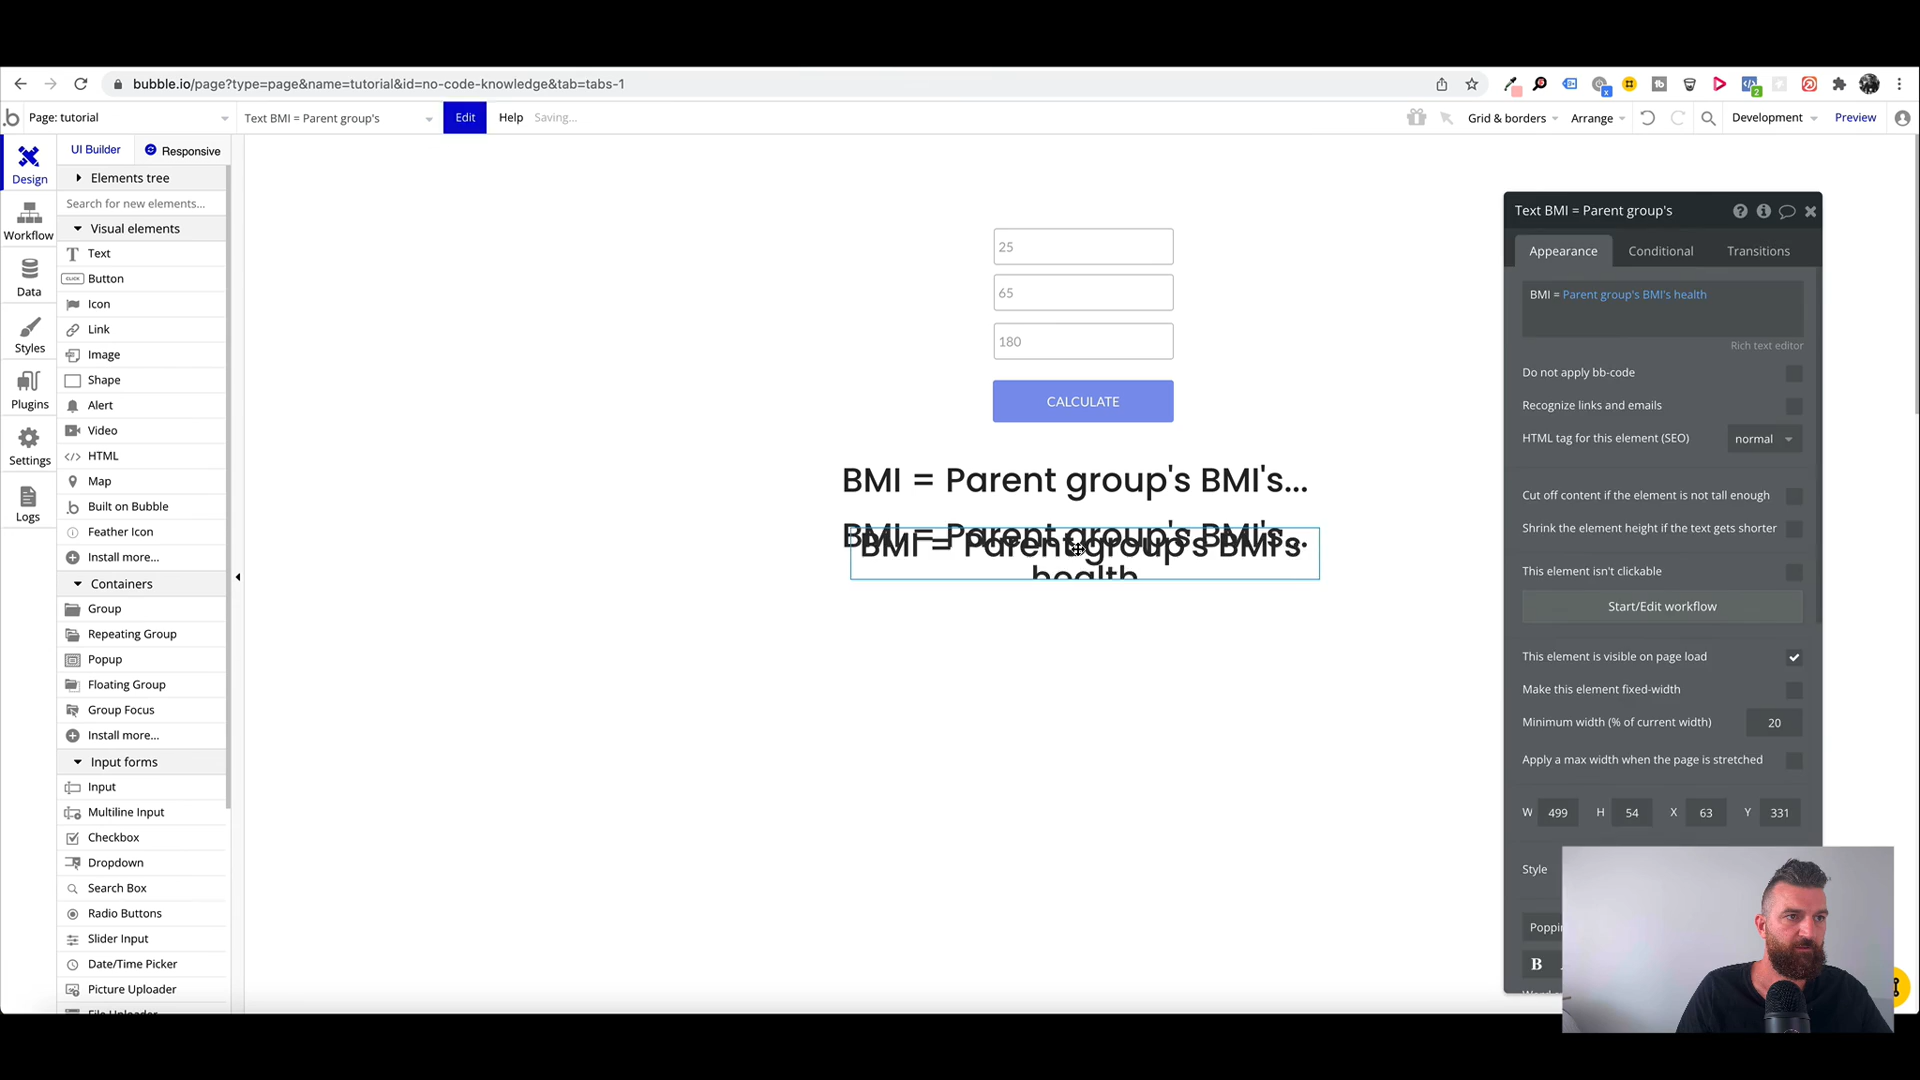 bubble.io/page?type=page&name=tutorial&id=no-code-knowledge&tab=tabs-1
Page: tutorial
Text BMI = Parent group's
Edit
Help
Saving...
Grid & borders
Arrange
Development
Preview
UI Builder
Responsive
Design
Workflow
Data
Styles
Plugins
Settings
Logs
Elements tree
Search for new elements...
Visual elements
Text
Button
Icon
Link
Image
Shape
Alert
Video
HTML
Map
Built on Bubble
Feather Icon
Install more...
Containers
Group
Repeating Group
Popup
Floating Group
Group Focus
Install more...
Input forms
Input
Multiline Input
Checkbox
Dropdown
Search Box
Radio Buttons
Slider Input
Date/Time Picker
Picture Uploader
25
65
180
CALCULATE
BMI = Parent group's BMI's...
BMI = Parent group's BMI's...
BMI = Parent group's BMI's
health
Text BMI = Parent group's
Appearance
Conditional
Transitions
BMI = Parent group's BMI's health
Rich text editor
Do not apply bb-code
Recognize links and emails
HTML tag for this element (SEO)
normal
Cut off content if the element is not tall enough
Shrink the element height if the text gets shorter
This element isn't clickable
Start/Edit workflow
This element is visible on page load
Make this element fixed-width
Minimum width (% of current width)
20
Apply a max width when the page is stretched
W 499 H 54 X 63 Y 331
Style
B